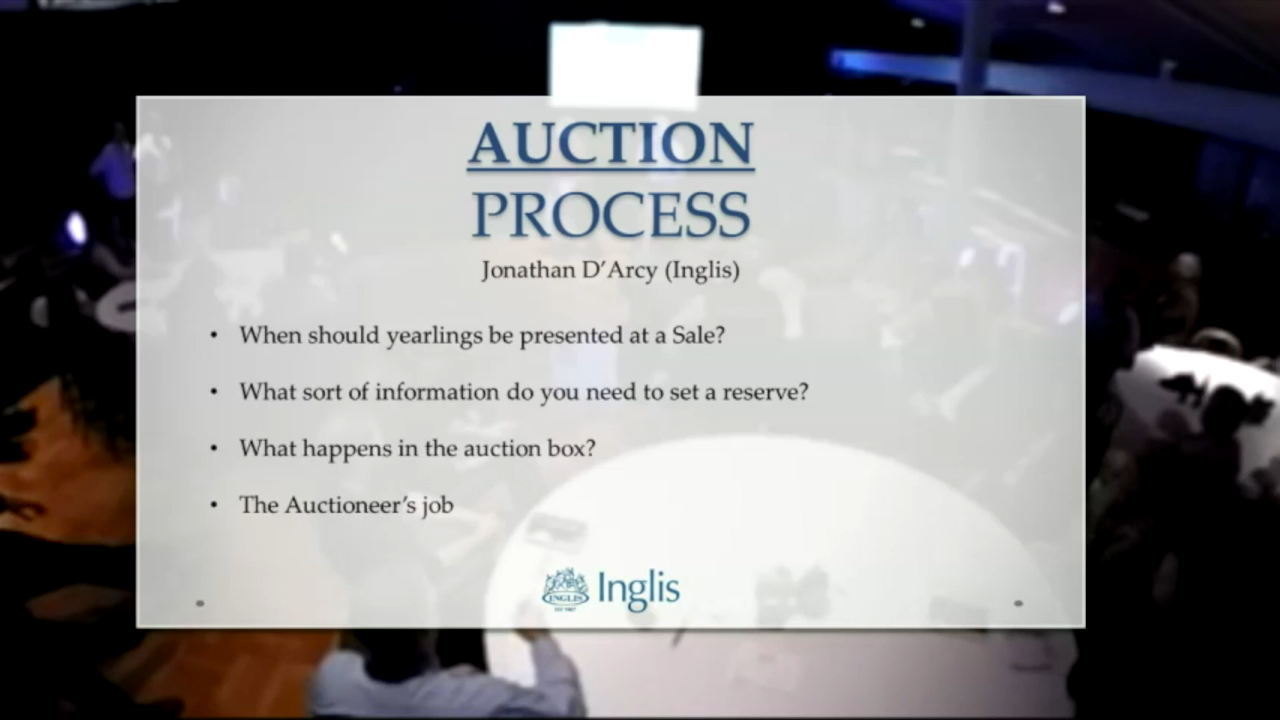 AUCTION
PROCESS
Jonathan D’Arcy (Inglis)
• When should yearlings be presented at a Sale?
• What sort of information do you need to set a reserve?
• What happens in the auction box?
• The Auctioneer’s job
INGLIS
Inglis